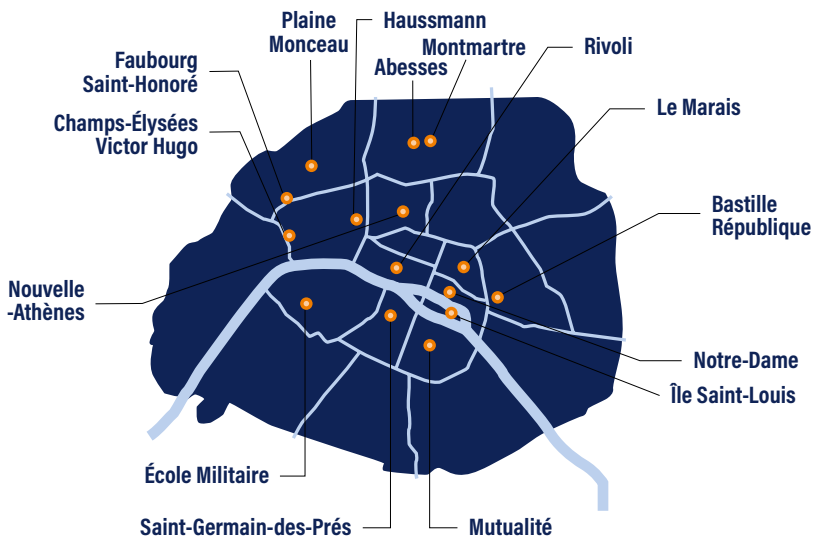 Plaine
Monceau
Haussmann
Montmartre
Abesses
Rivoli
Faubourg
Saint-Honoré
Le Marais
Champs-Élysées
Victor Hugo
Bastille
République
Nouvelle
-Athènes
Notre-Dame
Île Saint-Louis
École Militaire
Saint-Germain-des-Prés
Mutualité